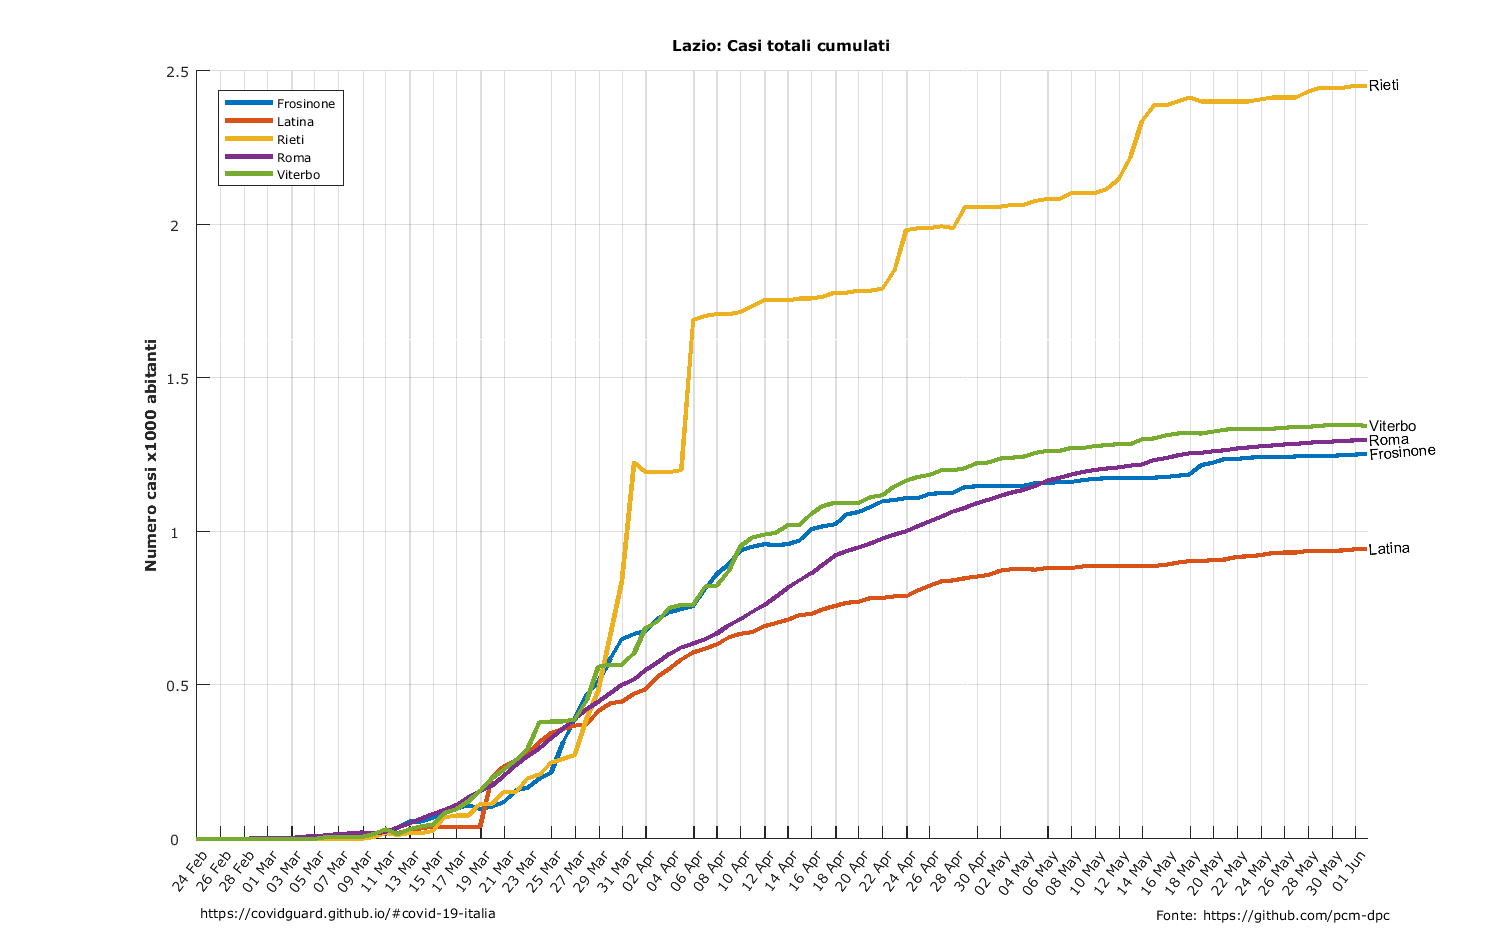 Lazio: Casi totali cumulati
Numero casi x1000 abitanti
2.5
2
1.5
1
0.5
0
Frosinone
Latina
Rieti
Roma
Viterbo
Rieti
Viterbo
Roma
Frosinone
Latina
24 Feb
26 Feb
28 Feb
01 Mar
03 Mar
05 Mar
07 Mar
09 Mar
11 Mar
13 Mar
15 Mar
17 Mar
19 Mar
21 Mar
23 Mar
25 Mar
27 Mar
29 Mar
31 Mar
02 Apr
04 Apr
06 Apr
08 Apr
10 Apr
12 Apr
14 Apr
16 Apr
18 Apr
20 Apr
22 Apr
24 Apr
26 Apr
28 Apr
30 Apr
02 May
04 May
06 May
08 May
10 May
12 May
14 May
16 May
18 May
20 May
22 May
24 May
26 May
28 May
30 May
01 Jun
https://covidguard.github.io/#covid-19-italia
Fonte: https://github.com/pcm-dpc